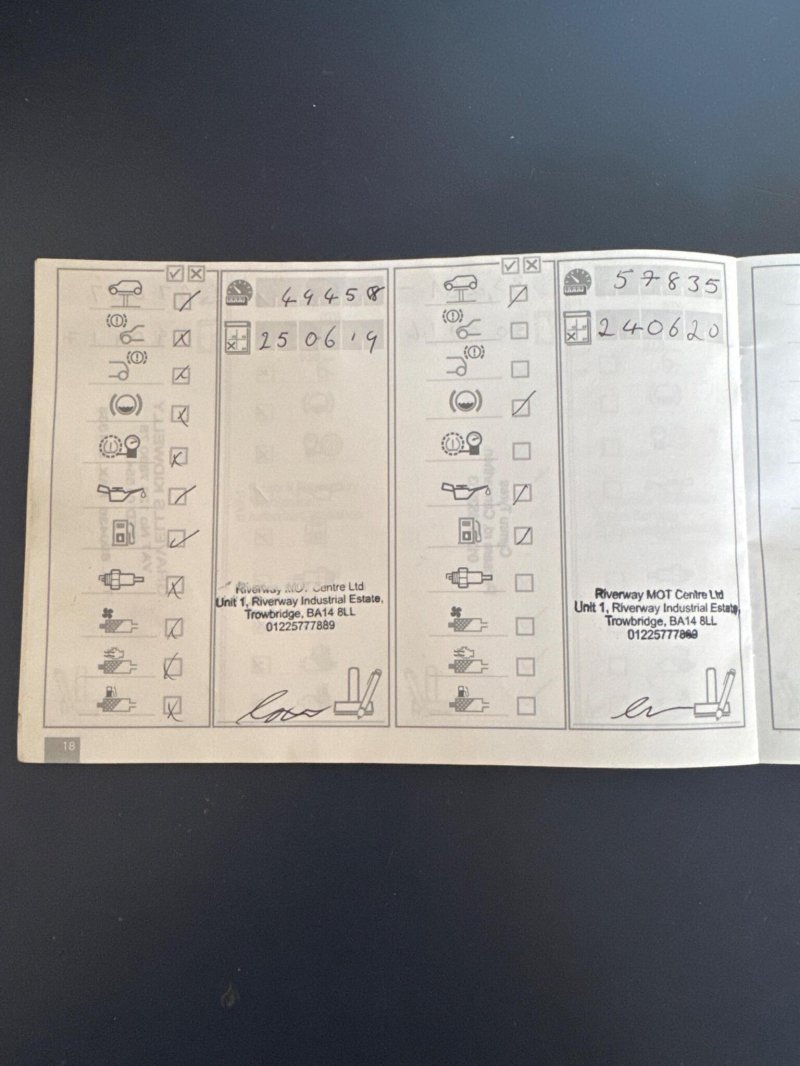 49458
250619
Riverway MOT Centre Ltd
Unit 1, Riverway Industrial Estate,
Trowbridge, BA14 8LL
01225777889
18
57835
240620
Riverway MOT Centre Ltd
Unit 1, Riverway Industrial Estate,
Trowbridge, BA14 8LL
01225777889